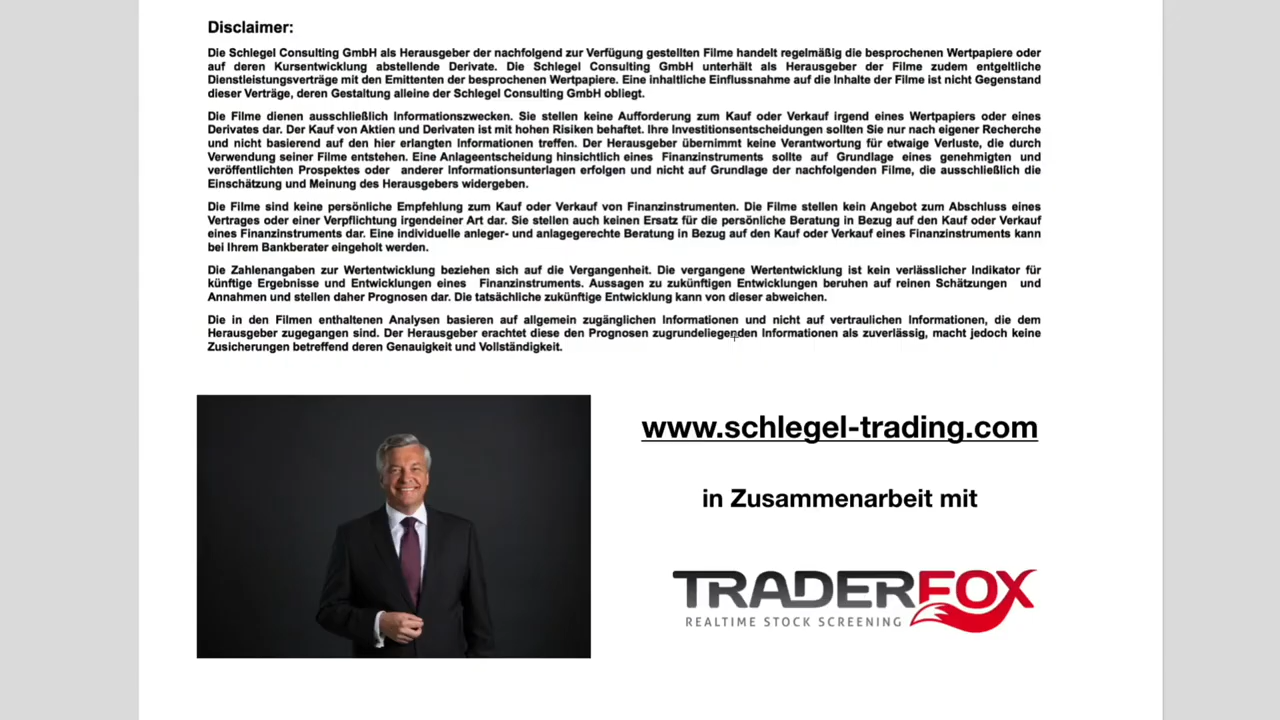 Disclaimer:
Die Schlegel Consulting GmbH als Herausgeber der nachfolgend zur Verfügung gestellten Filme handelt regelmäßig die besprochenen Wertpapiere oder
auf deren Kursentwicklung abstellende Derivate. Die Schlegel Consulting GmbH unterhält als Herausgeber der Filme zudem entgeltliche
Dienstleistungsverträge mit den Emittenten der besprochenen Wertpapiere. Eine inhaltliche Einflussnahme auf die Inhalte der Filme ist nicht Gegenstand
dieser Verträge, deren Gestaltung alleine der Schlegel Consulting GmbH obliegt.
Die Filme dienen ausschließlich Informationszwecken. Sie stellen keine Aufforderung zum Kauf oder Verkauf irgend eines Wertpapiers oder eines
Derivates dar. Der Kauf von Aktien und Derivaten ist mit hohen Risiken behaftet. Ihre Investitionsentscheidungen sollten Sie nur nach eigener Recherche
und nicht basierend auf den hier erlangten Informationen treffen. Der Herausgeber übernimmt keine Verantwortung für etwaige Verluste, die durch
Verwendung seiner Filme entstehen. Eine Anlageentscheidung hinsichtlich eines Finanzinstruments sollte auf Grundlage eines genehmigten und
veröffentlichten Prospektes oder anderer Informationsunterlagen erfolgen und nicht auf Grundlage der nachfolgenden Filme, die ausschließlich die
Einschätzung und Meinung des Herausgebers widergeben.
Die Filme sind keine persönliche Empfehlung zum Kauf oder Verkauf von Finanzinstrumenten. Die Filme stellen kein Angebot zum Abschluss eines
Vertrages oder einer Verpflichtung irgendeiner Art dar. Sie stellen auch keinen Ersatz für die persönliche Beratung in Bezug auf den Kauf oder Verkauf
eines Finanzinstruments dar. Eine individuelle anleger- und anlagegerechte Beratung in Bezug auf den Kauf oder Verkauf eines Finanzinstruments kann
bei Ihrem Bankberater eingeholt werden.
Die Zahlenangaben zur Wertentwicklung beziehen sich auf die Vergangenheit. Die vergangene Wertentwicklung ist kein verlässlicher Indikator für
künftige Ergebnisse und Entwicklungen eines Finanzinstruments. Aussagen zu zukünftigen Entwicklungen beruhen auf reinen Schätzungen und
Annahmen und stellen daher Prognosen dar. Die tatsächliche zukünftige Entwicklung kann von dieser abweichen.
Die in den Filmen enthaltenen Analysen basieren auf allgemein zugänglichen Informationen und nicht auf vertraulichen Informationen, die dem
Herausgeber zugegangen sind. Der Herausgeber erachtet diese den Prognosen zugrundeliegenden Informationen als zuverlässig, macht jedoch keine
Zusicherungen betreffend deren Genauigkeit und Vollständigkeit.
www.schlegel-trading.com
in Zusammenarbeit mit
TRADERFOX
REALTIME STOCK SCREENING